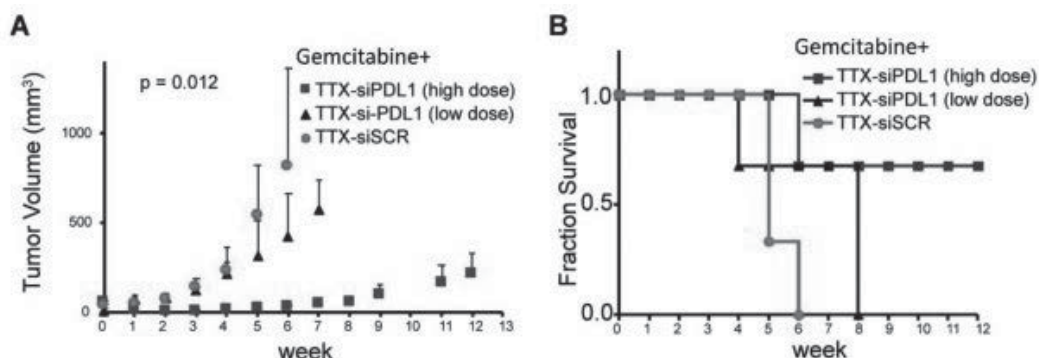 A
Gemcitabine+
p = 0.012
TTX-siPDL1 (high dose)
TTX-si-PDL1 (low dose)
TTX-siSCR
Tumor Volume (mm³)
1000
500
0
0 1 2 3 4 5 6 7 8 9 10 11 12 13
week
B
Gemcitabine+
TTX-siPDL1 (high dose)
TTX-siPDL1 (low dose)
TTX-siSCR
Fraction Survival
1.0
0.5
0.0
0 1 2 3 4 5 6 7 8 9 10 11 12
week